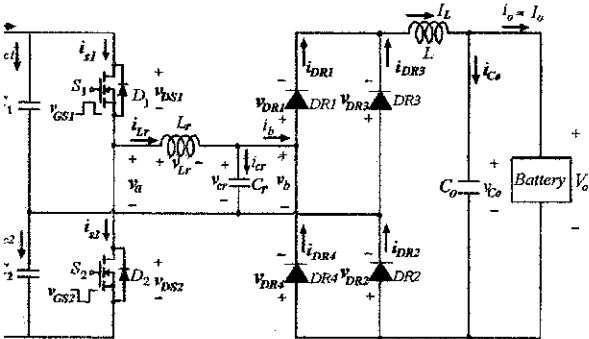 I_L
i_o = I_o
i_s1
L
i_DR1
i_DR3
i_Co
S_1
D_1
v_DS1
v_GS1
v_DR1
DR1
v_DR3
DR3
i_Lr
L_r
i_b
v_Lr
i_cr
v_a
v_cr
C_r
v_b
C_o
v_Co
Battery
V_o
i_s2
i_DR4
i_DR2
S_2
D_2
v_DS2
v_GS2
v_DR4
DR4
v_DR2
DR2